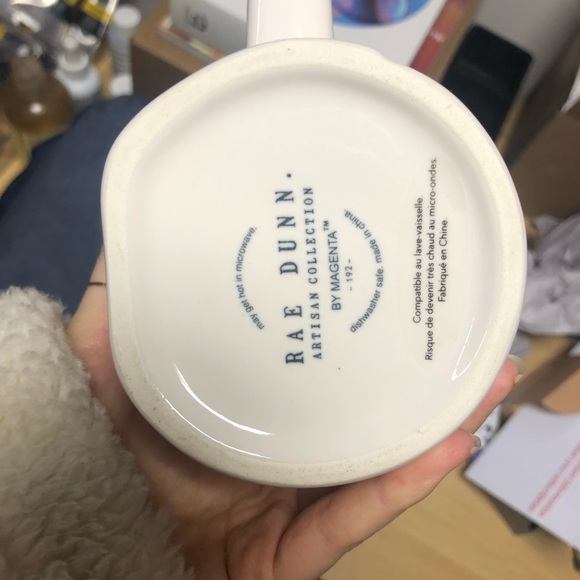 may get hot in microwave.
RAE DUNN.
ARTISAN COLLECTION
BY MAGENTA™
- 192 -
dishwasher safe. made in china
Compatible au lave-vaisselle.
Risque de devenir très chaud au micro-ondes.
Fabriqué en Chine.